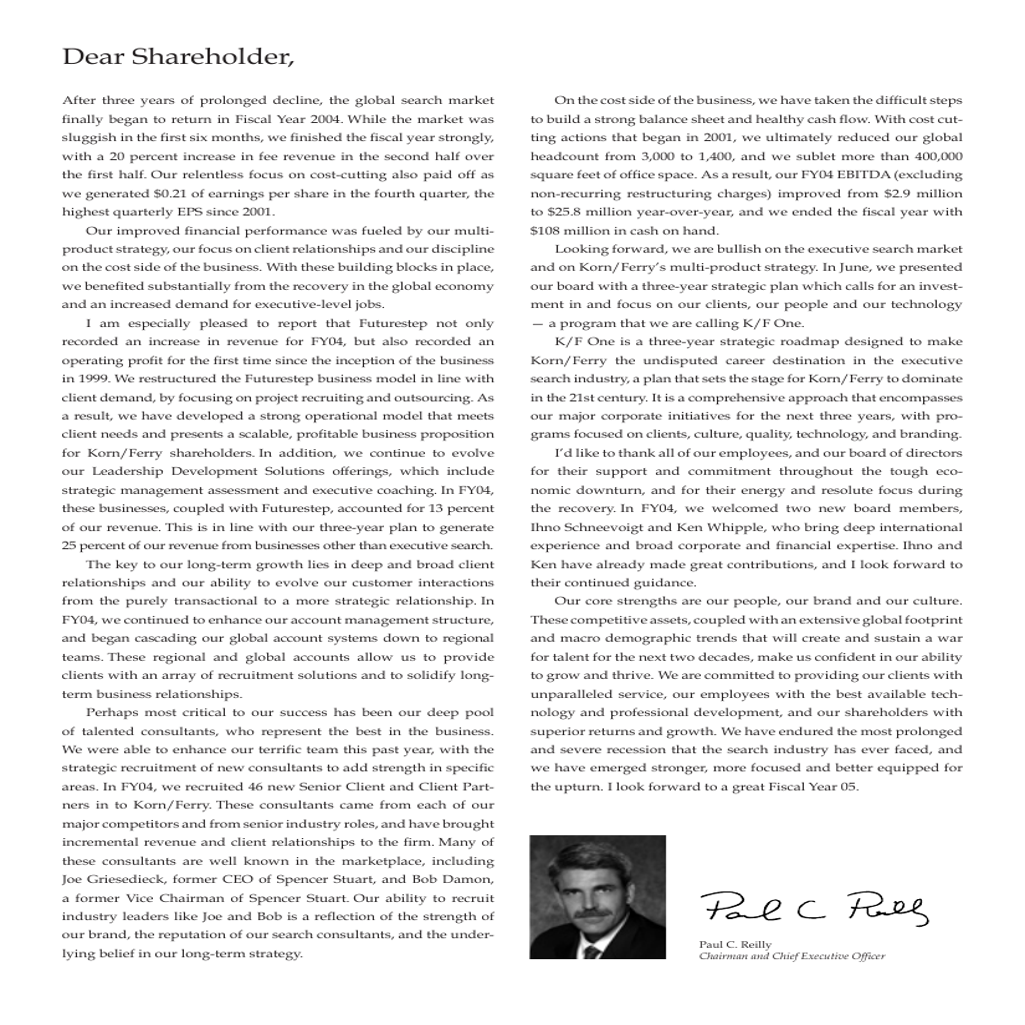 Dear Shareholder,
After three years of prolonged decline, the global search market
finally began to return in Fiscal Year 2004. While the market was
sluggish in the first six months, we finished the fiscal year strongly,
with a 20 percent increase in fee revenue in the second half over
the first half. Our relentless focus on cost-cutting also paid off as
we generated $0.21 of earnings per share in the fourth quarter, the
highest quarterly EPS since 2001.
Our improved financial performance was fueled by our multi-
product strategy, our focus on client relationships and our discipline
on the cost side of the business. With these building blocks in place,
we benefited substantially from the recovery in the global economy
and an increased demand for executive-level jobs.
I am especially pleased to report that Futurestep not only
recorded an increase in revenue for FY04, but also recorded an
operating profit for the first time since the inception of the business
in 1999. We restructured the Futurestep business model in line with
client demand, by focusing on project recruiting and outsourcing. As
a result, we have developed a strong operational model that meets
client needs and presents a scalable, profitable business proposition
for Korn/Ferry shareholders. In addition, we continue to evolve
our Leadership Development Solutions offerings, which include
strategic management assessment and executive coaching. In FY04,
these businesses, coupled with Futurestep, accounted for 13 percent
of our revenue. This is in line with our three-year plan to generate
25 percent of our revenue from businesses other than executive search.
The key to our long-term growth lies in deep and broad client
relationships and our ability to evolve our customer interactions
from the purely transactional to a more strategic relationship. In
FY04, we continued to enhance our account management structure,
and began cascading our global account systems down to regional
teams. These regional and global accounts allow us to provide
clients with an array of recruitment solutions and to solidify long-
term business relationships.
Perhaps most critical to our success has been our deep pool
of talented consultants, who represent the best in the business.
We were able to enhance our terrific team this past year, with the
strategic recruitment of new consultants to add strength in specific
areas. In FY04, we recruited 46 new Senior Client and Client Part-
ners in to Korn/Ferry. These consultants came from each of our
major competitors and from senior industry roles, and have brought
incremental revenue and client relationships to the firm. Many of
these consultants are well known in the marketplace, including
Joe Griesedieck, former CEO of Spencer Stuart, and Bob Damon,
a former Vice Chairman of Spencer Stuart. Our ability to recruit
industry leaders like Joe and Bob is a reflection of the strength of
our brand, the reputation of our search consultants, and the under-
lying belief in our long-term strategy.
On the cost side of the business, we have taken the difficult steps
to build a strong balance sheet and healthy cash flow. With cost cut-
ting actions that began in 2001, we ultimately reduced our global
headcount from 3,000 to 1,400, and we sublet more than 400,000
square feet of office space. As a result, our FY04 EBITDA (excluding
non-recurring restructuring charges) improved from $2.9 million
to $25.8 million year-over-year, and we ended the fiscal year with
$108 million in cash on hand.
Looking forward, we are bullish on the executive search market
and on Korn/Ferry's multi-product strategy. In June, we presented
our board with a three-year strategic plan which calls for an invest-
ment in and focus on our clients, our people and our technology
— a program that we are calling K/F One.
K/F One is a three-year strategic roadmap designed to make
Korn/Ferry the undisputed career destination in the executive
search industry, a plan that sets the stage for Korn/Ferry to dominate
in the 21st century. It is a comprehensive approach that encompasses
our major corporate initiatives for the next three years, with pro-
grams focused on clients, culture, quality, technology, and branding.
I'd like to thank all of our employees, and our board of directors
for their support and commitment throughout the tough eco-
nomic downturn, and for their energy and resolute focus during
the recovery. In FY04, we welcomed two new board members,
Ihno Schneevoigt and Ken Whipple, who bring deep international
experience and broad corporate and financial expertise. Ihno and
Ken have already made great contributions, and I look forward to
their continued guidance.
Our core strengths are our people, our brand and our culture.
These competitive assets, coupled with an extensive global footprint
and macro demographic trends that will create and sustain a war
for talent for the next two decades, make us confident in our ability
to grow and thrive. We are committed to providing our clients with
unparalleled service, our employees with the best available tech-
nology and professional development, and our shareholders with
superior returns and growth. We have endured the most prolonged
and severe recession that the search industry has ever faced, and
we have emerged stronger, more focused and better equipped for
the upturn. I look forward to a great Fiscal Year 05.
Paul C Reilly
Paul C. Reilly
Chairman and Chief Executive Officer